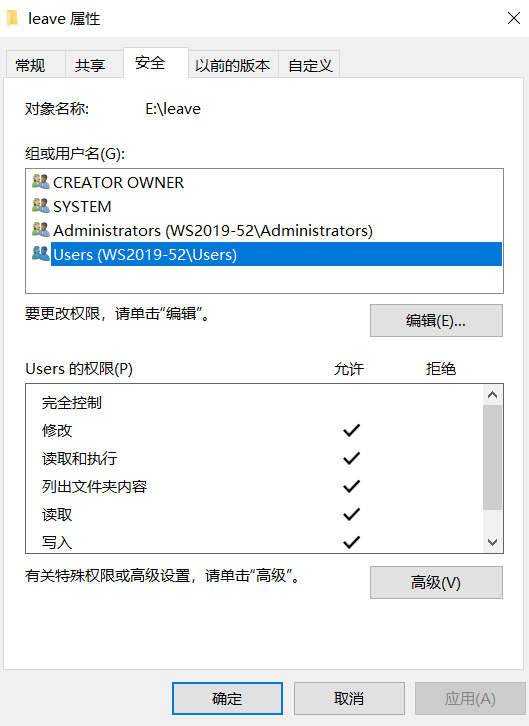 leave 属性
常规 共享 安全 以前的版本 自定义
对象名称: E:\leave
组或用户名(G):
CREATOR OWNER
SYSTEM
Administrators (WS2019-52\Administrators)
Users (WS2019-52\Users)
要更改权限，请单击“编辑”。
编辑(E)...
Users 的权限(P) 允许 拒绝
完全控制
修改
读取和执行
列出文件夹内容
读取
写入
有关特殊权限或高级设置，请单击“高级”。
高级(V)
确定 取消 应用(A)